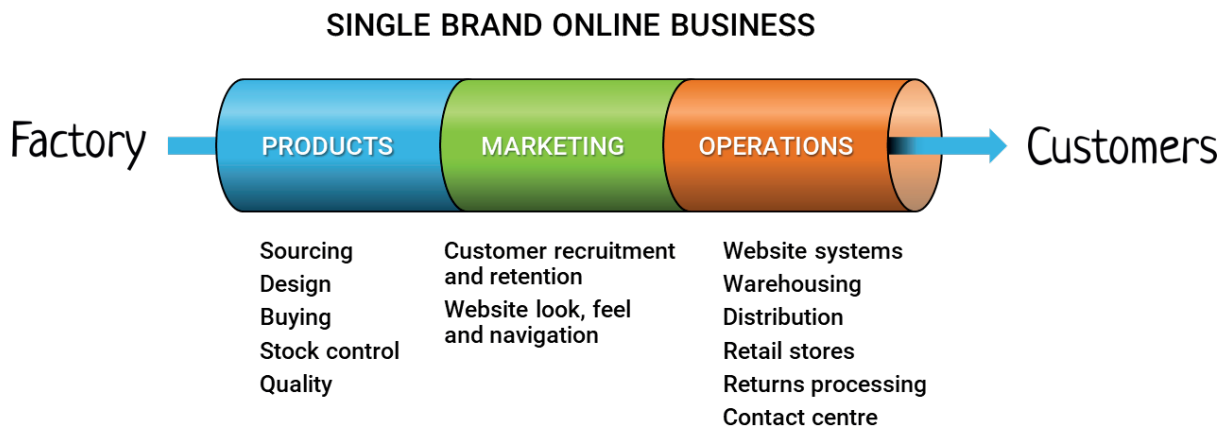 SINGLE BRAND ONLINE BUSINESS
Factory
PRODUCTS
MARKETING
OPERATIONS
Customers
Sourcing
Design
Buying
Stock control
Quality
Customer recruitment
and retention
Website look, feel
and navigation
Website systems
Warehousing
Distribution
Retail stores
Returns processing
Contact centre